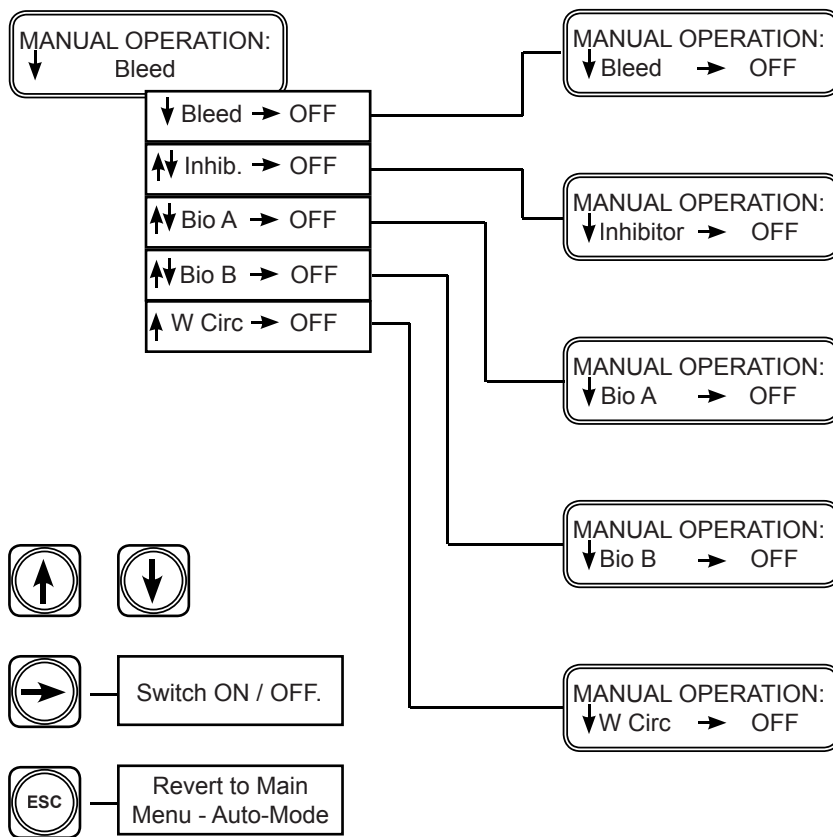 MANUAL OPERATION:
↓ Bleed
↓ Bleed → OFF
↑↓ Inhib. → OFF
↑↓ Bio A → OFF
↑↓ Bio B → OFF
↑ W Circ → OFF
MANUAL OPERATION:
↓ Bleed → OFF
MANUAL OPERATION:
↓ Inhibitor → OFF
MANUAL OPERATION:
↓ Bio A → OFF
MANUAL OPERATION:
↓ Bio B → OFF
MANUAL OPERATION:
↓ W Circ → OFF
↑ ↓
→ Switch ON / OFF.
ESC
Revert to Main
Menu - Auto-Mode